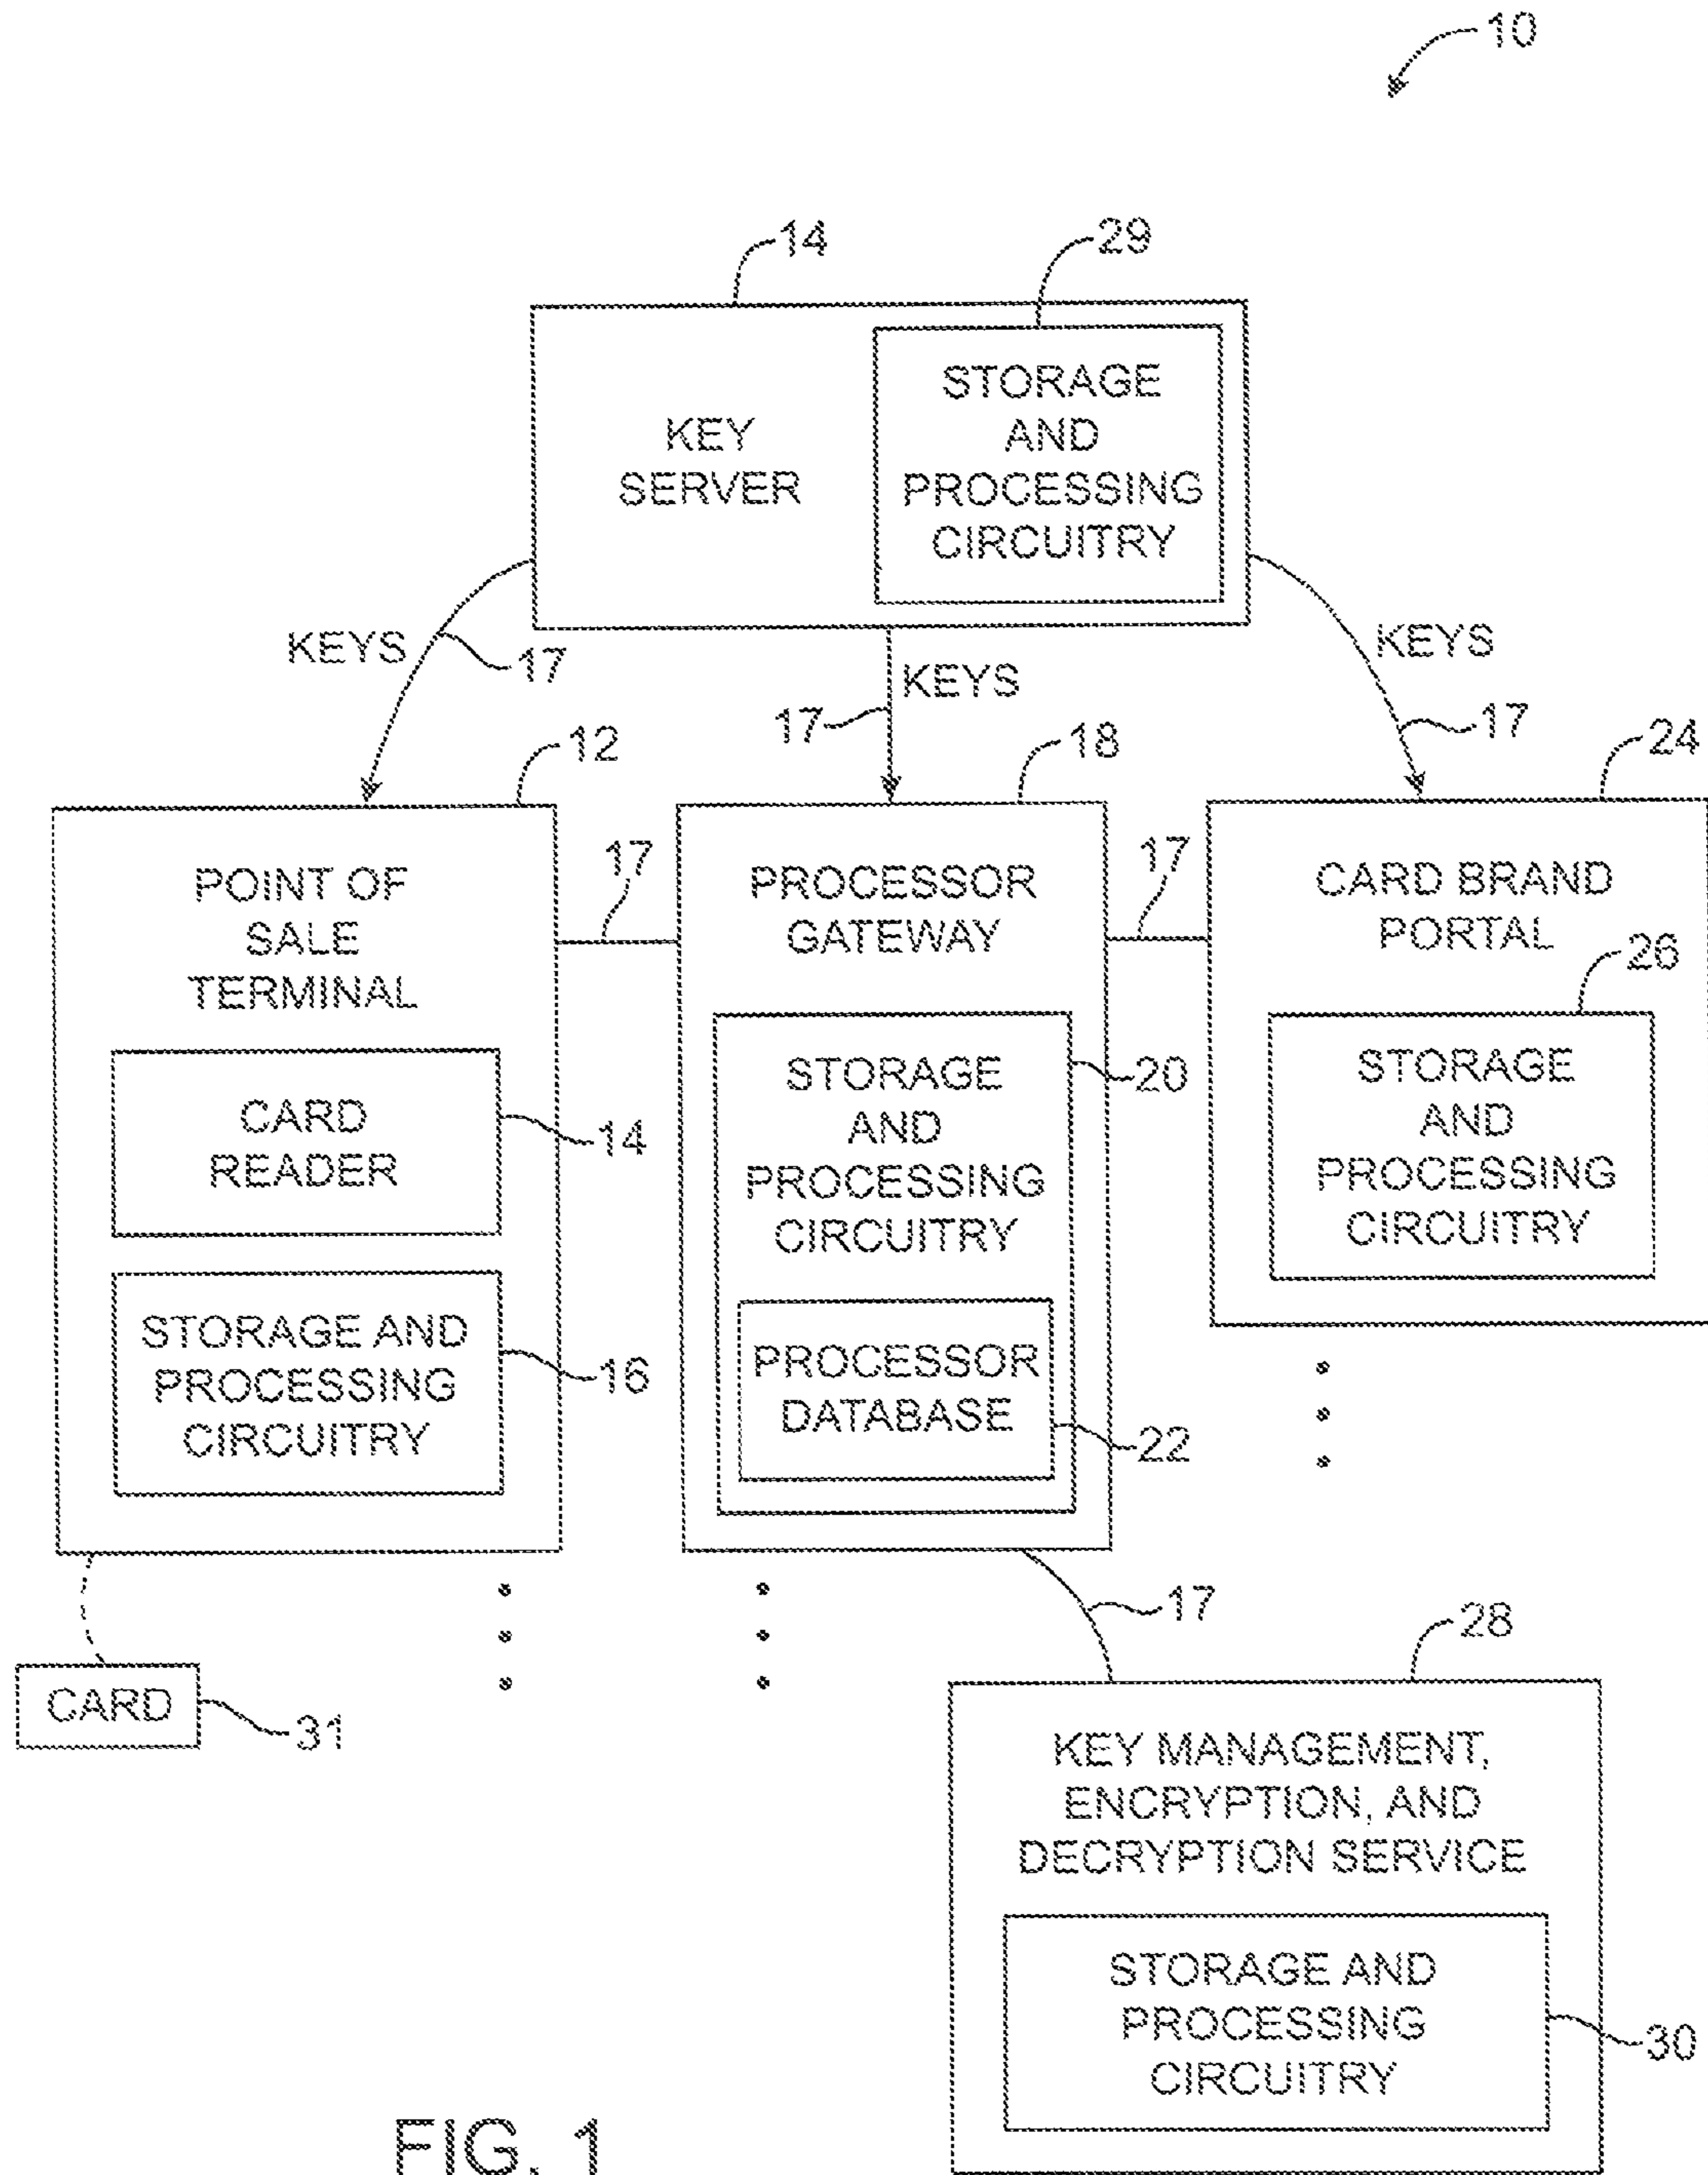 10
14
29
KEY
SERVER
STORAGE
AND
PROCESSING
CIRCUITRY
KEYS
17
KEYS
17
KEYS
17
12
18
24
POINT OF
SALE
TERMINAL
17
PROCESSOR
GATEWAY
17
CARD BRAND
PORTAL
CARD
READER
14
STORAGE AND
PROCESSING
CIRCUITRY
16
STORAGE
AND
PROCESSING
CIRCUITRY
20
PROCESSOR
DATABASE
22
26
STORAGE
AND
PROCESSING
CIRCUITRY
CARD
31
17
28
KEY MANAGEMENT,
ENCRYPTION, AND
DECRYPTION SERVICE
STORAGE AND
PROCESSING
CIRCUITRY
30
FIG. 1